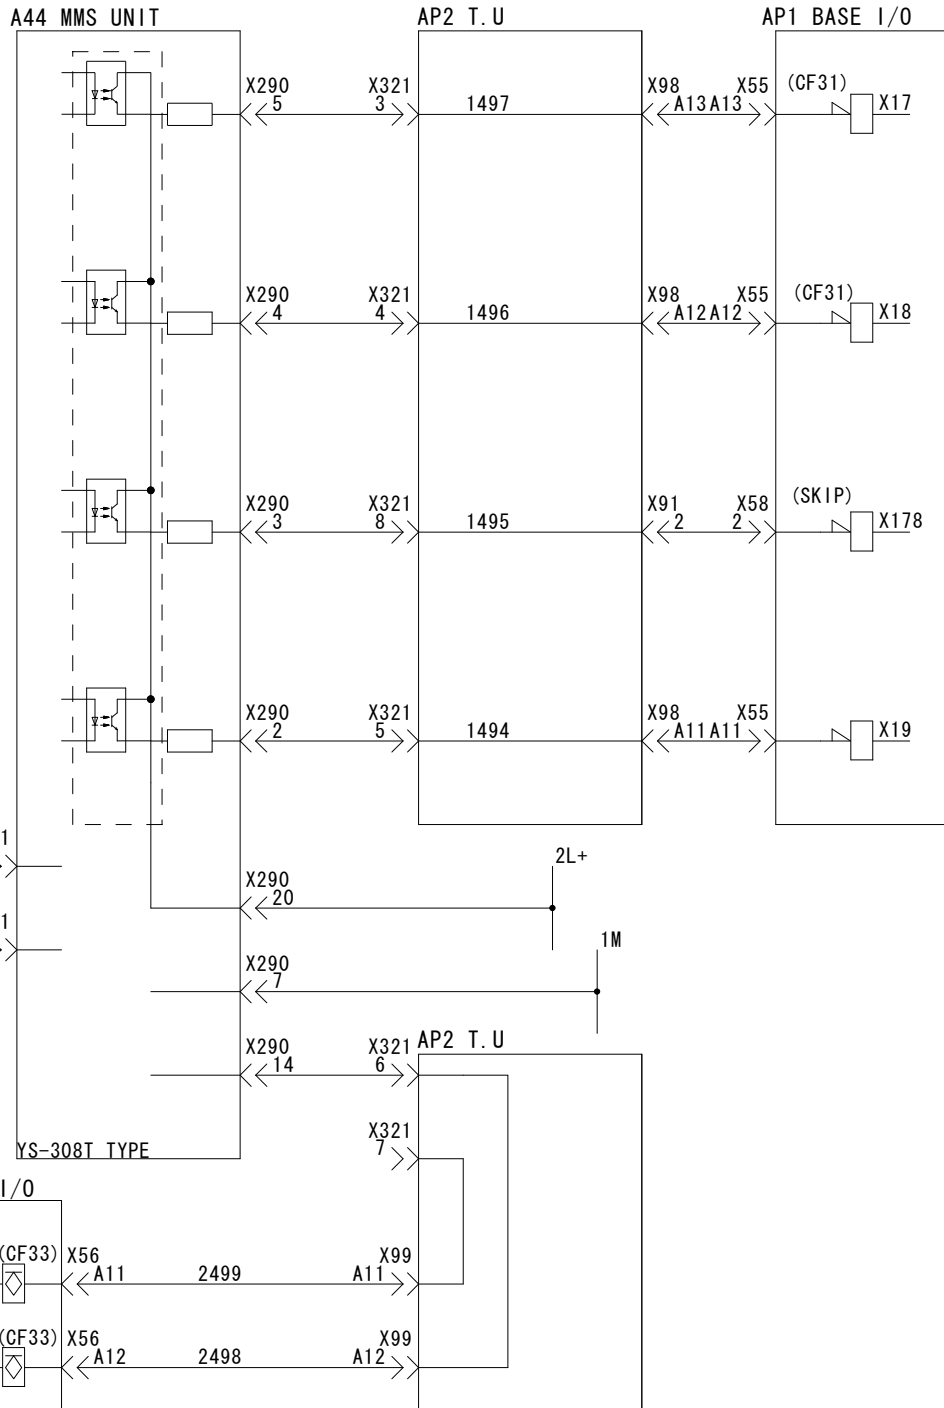 A44 MMS UNIT
AP2 T.U
AP1 BASE I/O
X290
5
X321
3
1497
X98
A13
X55
A13
(CF31)
X17
X290
4
X321
4
1496
X98
A12
X55
A12
(CF31)
X18
X290
3
X321
8
1495
X91
2
X58
2
(SKIP)
X178
X290
2
X321
5
1494
X98
A11
X55
A11
X19
1
X290
20
2L+
1
X290
7
1M
X290
14
X321
6
AP2 T.U
X321
7
YS-308T TYPE
I/O
(CF33)
X56
A11
2499
X99
A11
(CF33)
X56
A12
2498
X99
A12